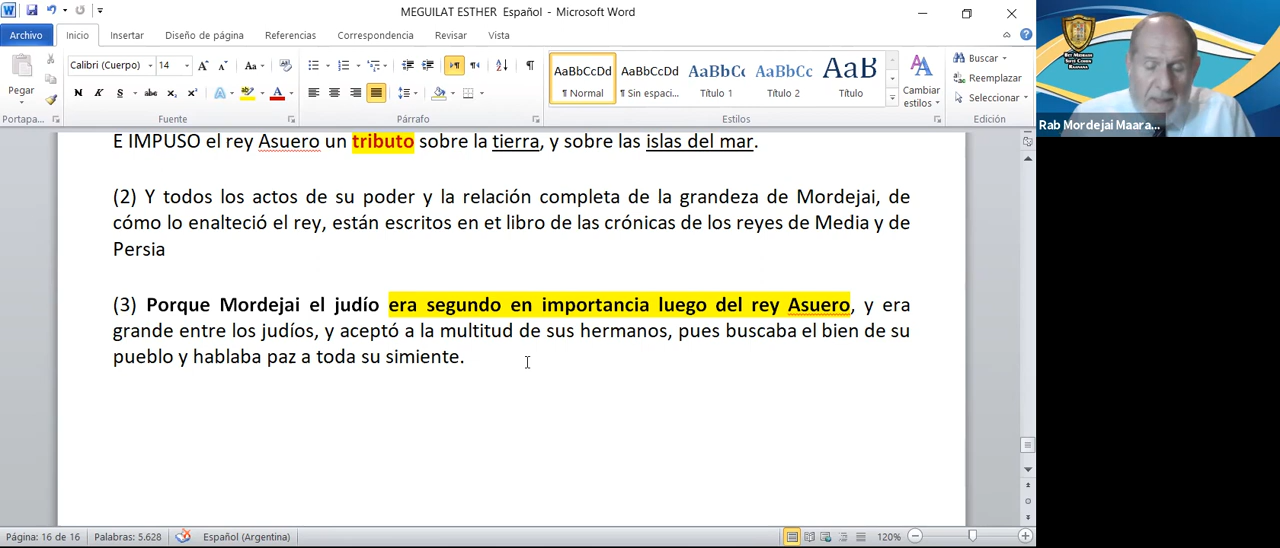 MEGUILAT ESTHER Español - Microsoft Word
Archivo Inicio Insertar Diseño de página Referencias Correspondencia Revisar Vista
Calibri (Cuerpo) 14
AaBbCcDd AaBbCcDd AaBbCc AaBbCc AaB
Pegar
¶ Normal ¶ Sin espaci... Título 1 Título 2 Título
Cambiar estilos
Buscar
Reemplazar
Seleccionar
Portapa... Fuente Párrafo Estilos Edición
Rab Mordejai Maara...
E IMPUSO el rey Asuero un tributo sobre la tierra, y sobre las islas del mar.
(2) Y todos los actos de su poder y la relación completa de la grandeza de Mordejai, de
cómo lo enalteció el rey, están escritos en et libro de las crónicas de los reyes de Media y de
Persia
(3) Porque Mordejai el judío era segundo en importancia luego del rey Asuero, y era
grande entre los judíos, y aceptó a la multitud de sus hermanos, pues buscaba el bien de su
pueblo y hablaba paz a toda su simiente.
Página: 16 de 16 Palabras: 5.628 Español (Argentina) 120%